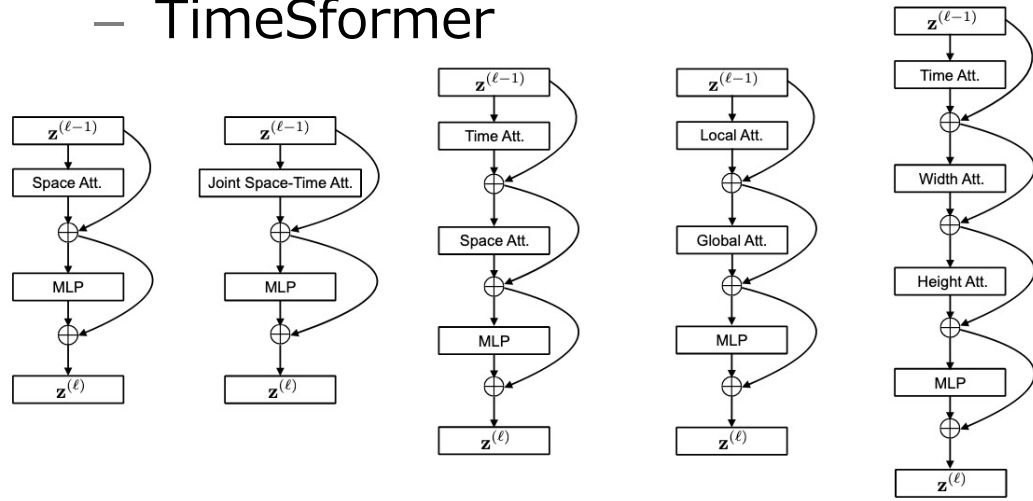 – TimeSformer
z^(ℓ−1)
Space Att.
MLP
z^(ℓ)
z^(ℓ−1)
Joint Space-Time Att.
MLP
z^(ℓ)
z^(ℓ−1)
Time Att.
Space Att.
MLP
z^(ℓ)
z^(ℓ−1)
Local Att.
Global Att.
MLP
z^(ℓ)
z^(ℓ−1)
Time Att.
Width Att.
Height Att.
MLP
z^(ℓ)